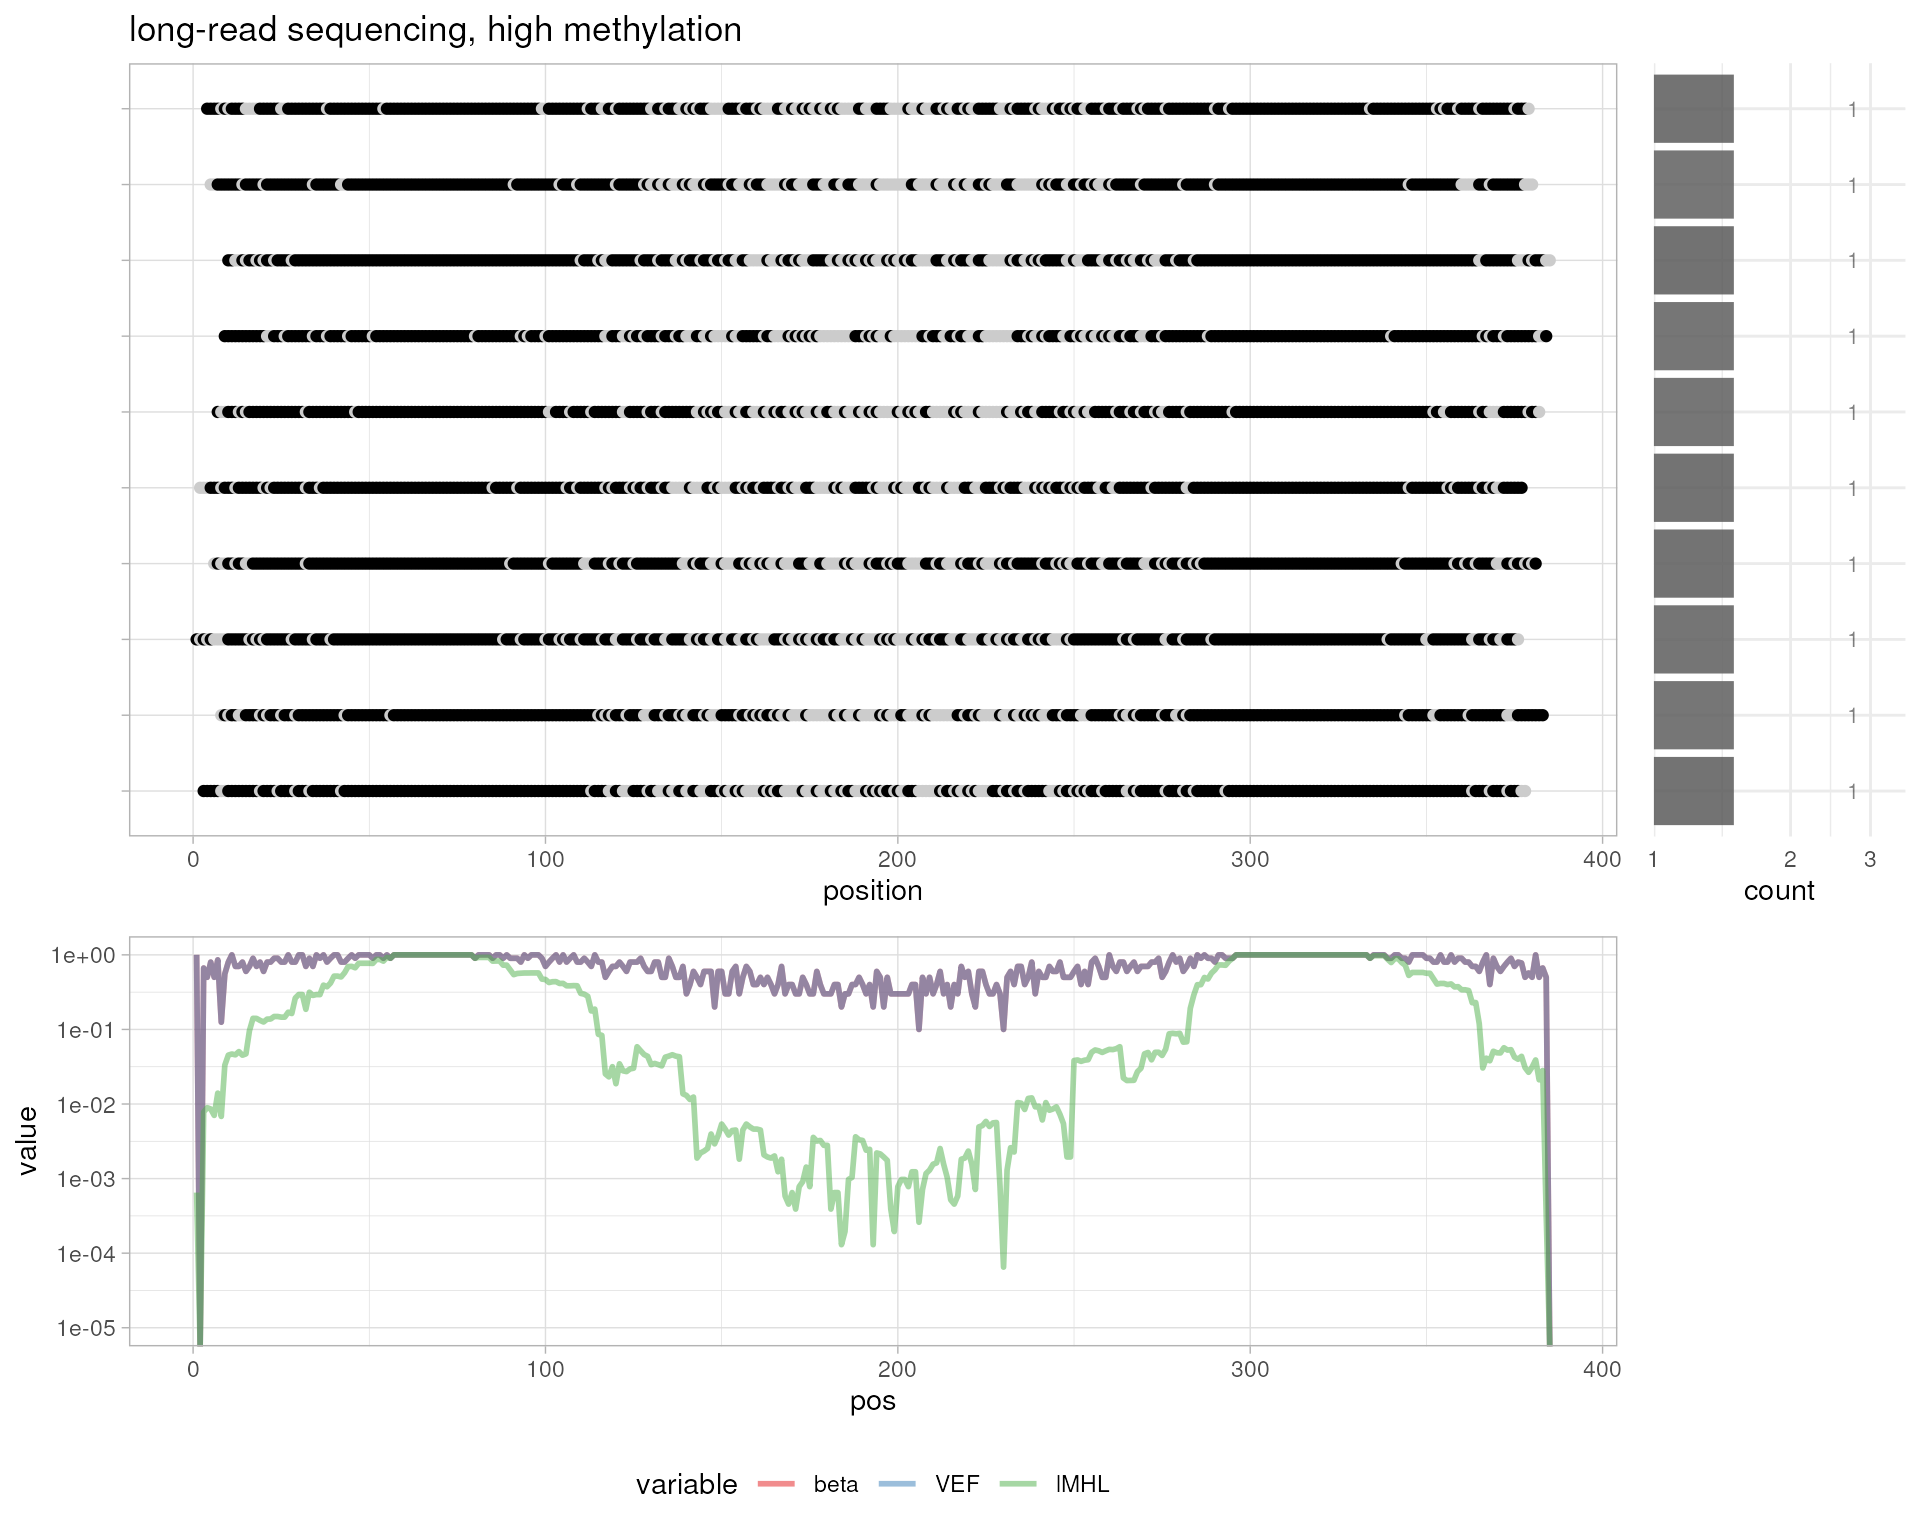 long-read sequencing, high methylation
1
1
1
1
1
1
1
1
1
1
0 100 200 300 400 1 2 3
position count
1e+00
1e-01
1e-02
1e-03
1e-04
1e-05
value
0 100 200 300 400
pos
variable beta VEF lMHL